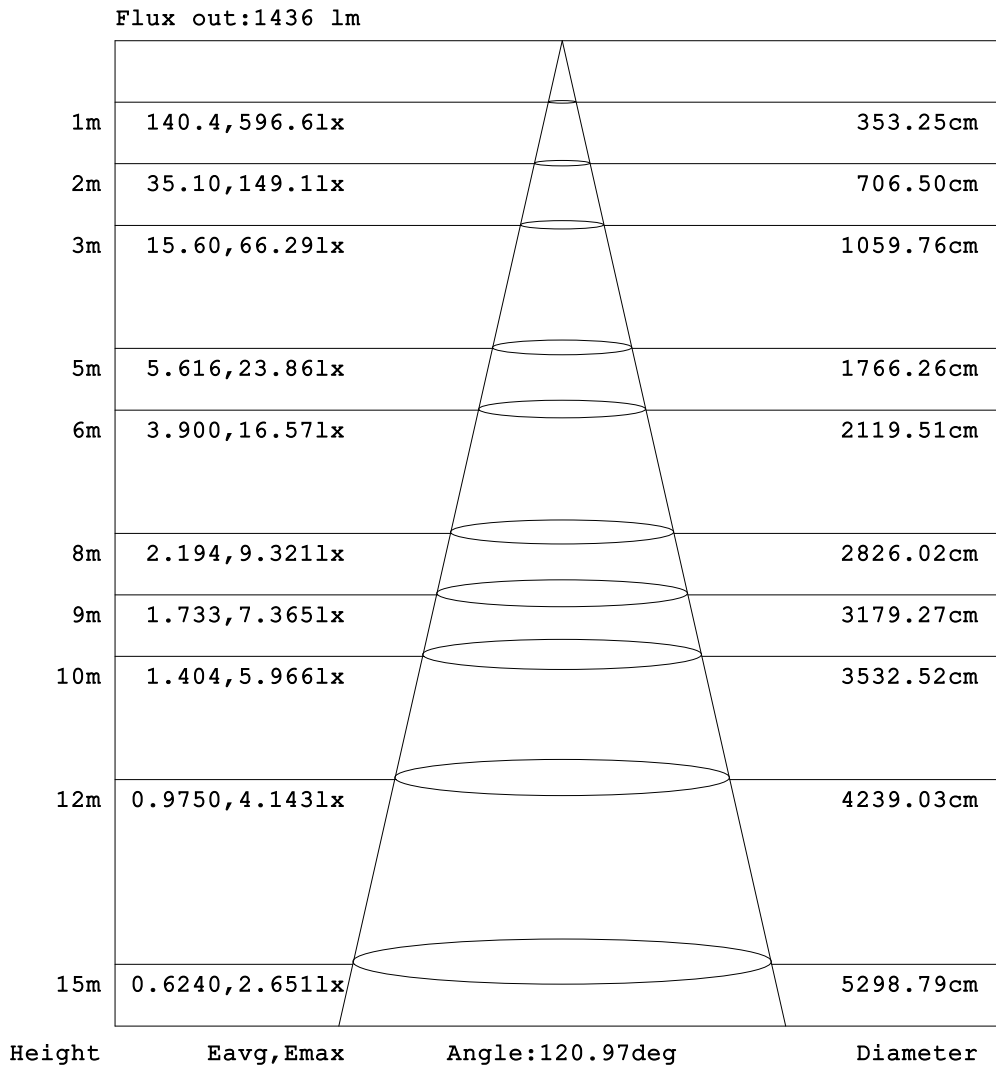 Flux out:1436 lm
1m 140.4,596.6lx 353.25cm
2m 35.10,149.1lx 706.50cm
3m 15.60,66.29lx 1059.76cm
5m 5.616,23.86lx 1766.26cm
6m 3.900,16.57lx 2119.51cm
8m 2.194,9.321lx 2826.02cm
9m 1.733,7.365lx 3179.27cm
10m 1.404,5.966lx 3532.52cm
12m 0.9750,4.143lx 4239.03cm
15m 0.6240,2.651lx 5298.79cm
Height Eavg,Emax Angle:120.97deg Diameter